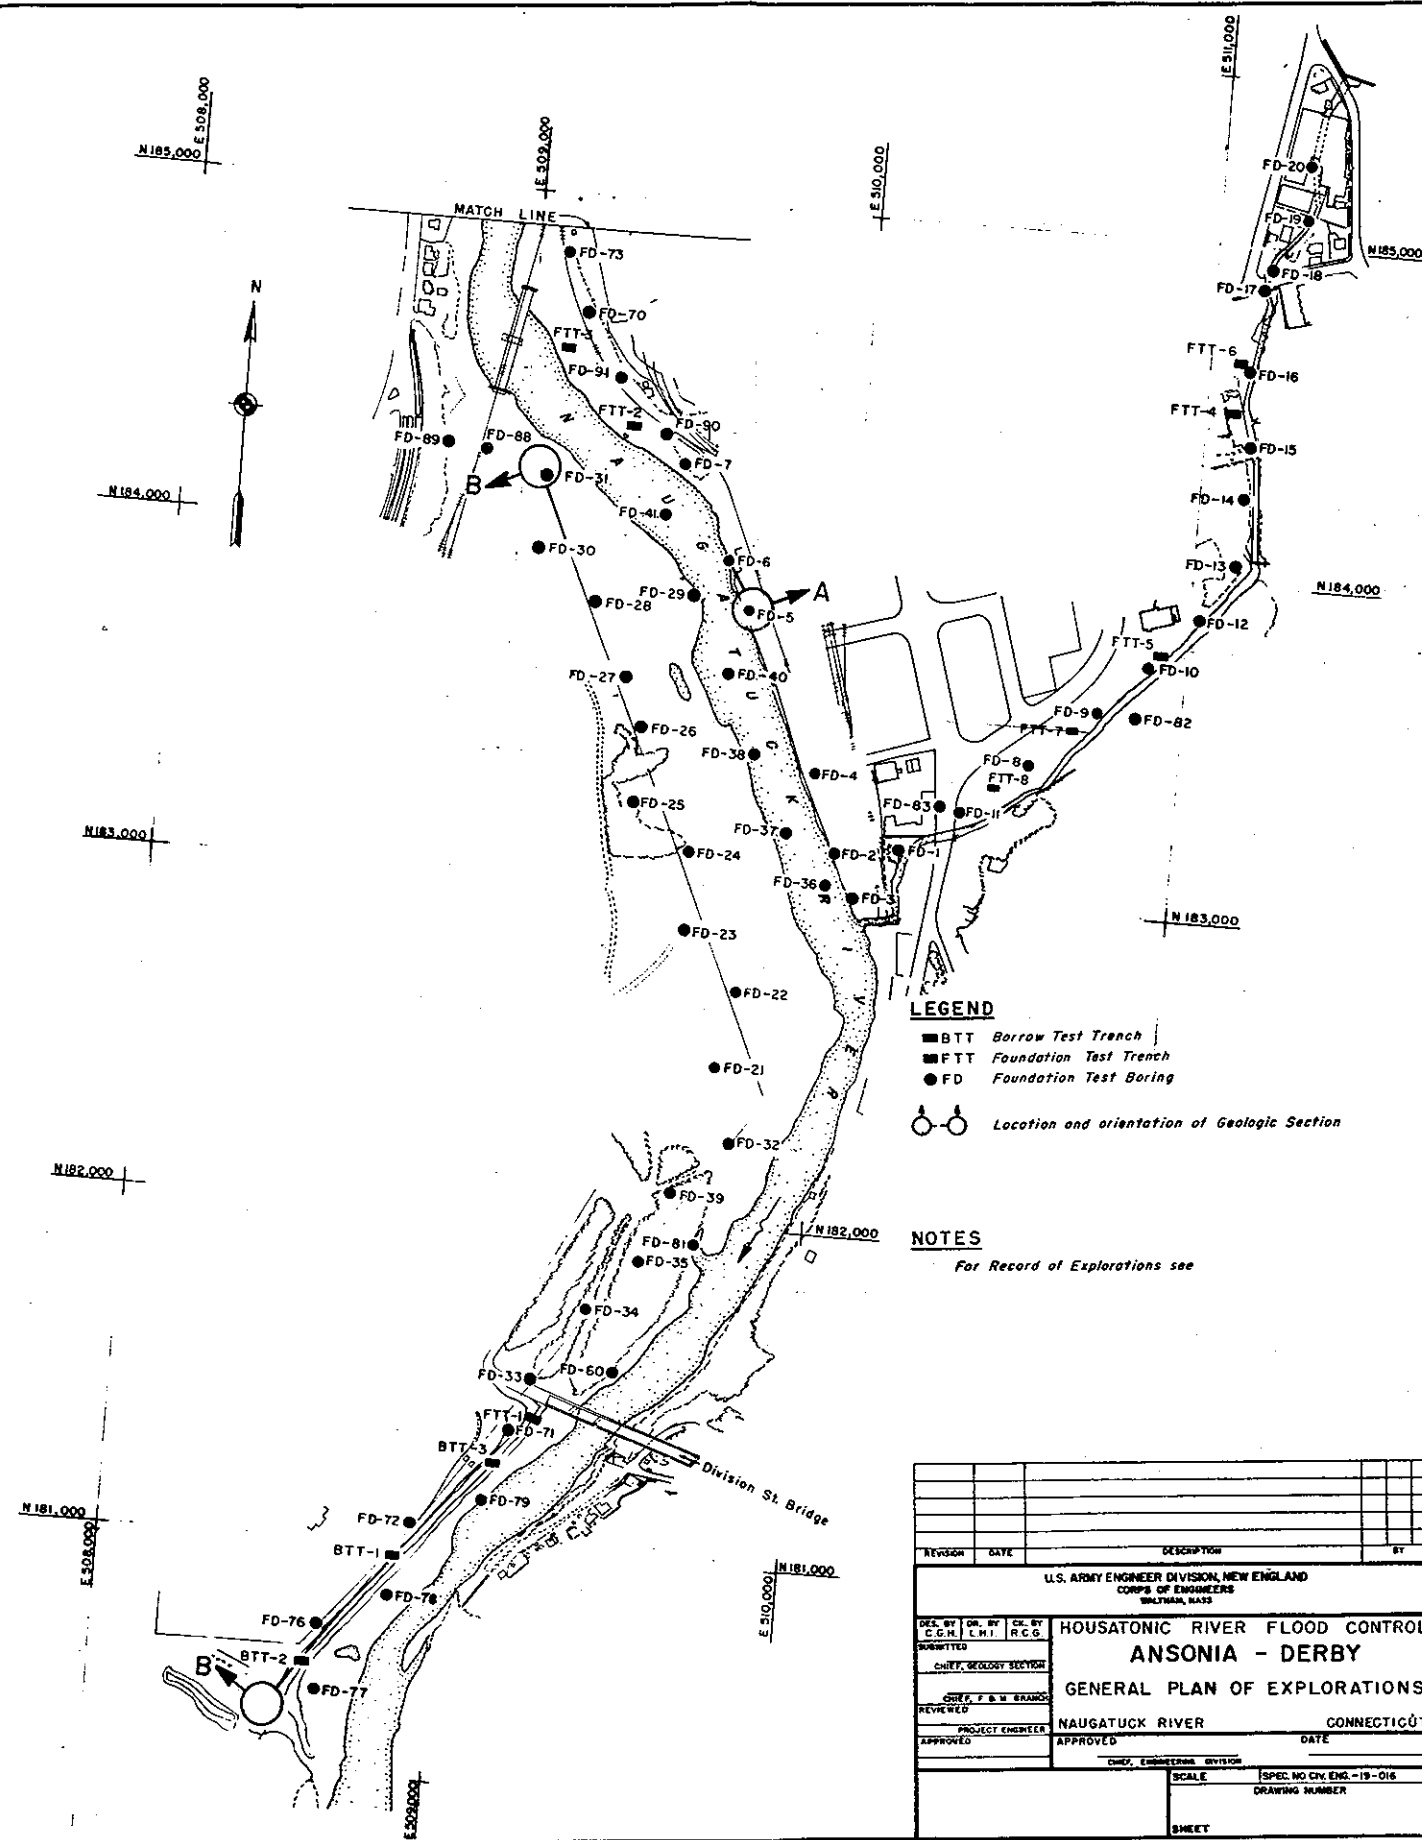 E 508,000
N 185,000
E 509,000
E 510,000
E 511,000
MATCH LINE
FD-73
FD-70
FTT-3
FD-91
FTT-2
FD-90
FD-7
FD-89
FD-88
B
FD-31
FD-41
FD-30
FD-6
FD-29
A
FD-5
FD-28
FD-27
FD-40
FD-26
FD-38
FD-4
FD-25
FD-37
FD-24
FD-2
FD-36
FD-3
FD-23
FD-22
FD-21
FD-32
FD-39
FD-81
FD-35
FD-34
FD-33
FD-60
FTT-1
FD-71
BTT-3
FD-79
FD-72
BTT-1
FD-78
FD-76
BTT-2
B
FD-77
N
NAUGATUCK RIVER
FD-20
FD-19
N 185,000
FD-18
FD-17
FTT-6
FD-16
FTT-4
FD-15
FD-14
FD-13
N 184,000
FD-12
FTT-5
FD-10
FD-9
FD-82
FTT-7
FD-8
FTT-8
FD-83
FD-11
FD-1
N 183,000
N 184,000
N 183,000
N 182,000
N 182,000
N 181,000
E 508,000
N 181,000
E 510,000
E 509,000
Division St. Bridge
LEGEND
BTT Borrow Test Trench
FTT Foundation Test Trench
FD Foundation Test Boring
Location and orientation of Geologic Section
NOTES
For Record of Explorations see
REVISION DATE DESCRIPTION BY
U.S. ARMY ENGINEER DIVISION, NEW ENGLAND
CORPS OF ENGINEERS
WALTHAM, MASS
DES. BY DR. BY CK. BY
C.G.H. L.H.I. R.C.G.
SUBMITTED
CHIEF, GEOLOGY SECTION
CHIEF, F. & M. BRANCH
REVIEWED
PROJECT ENGINEER
APPROVED
HOUSATONIC RIVER FLOOD CONTROL
ANSONIA - DERBY
GENERAL PLAN OF EXPLORATIONS
NAUGATUCK RIVER CONNECTICUT
APPROVED DATE
CHIEF, ENGINEERING DIVISION
SCALE SPEC. NO CIV. ENG.-19-016
DRAWING NUMBER
SHEET